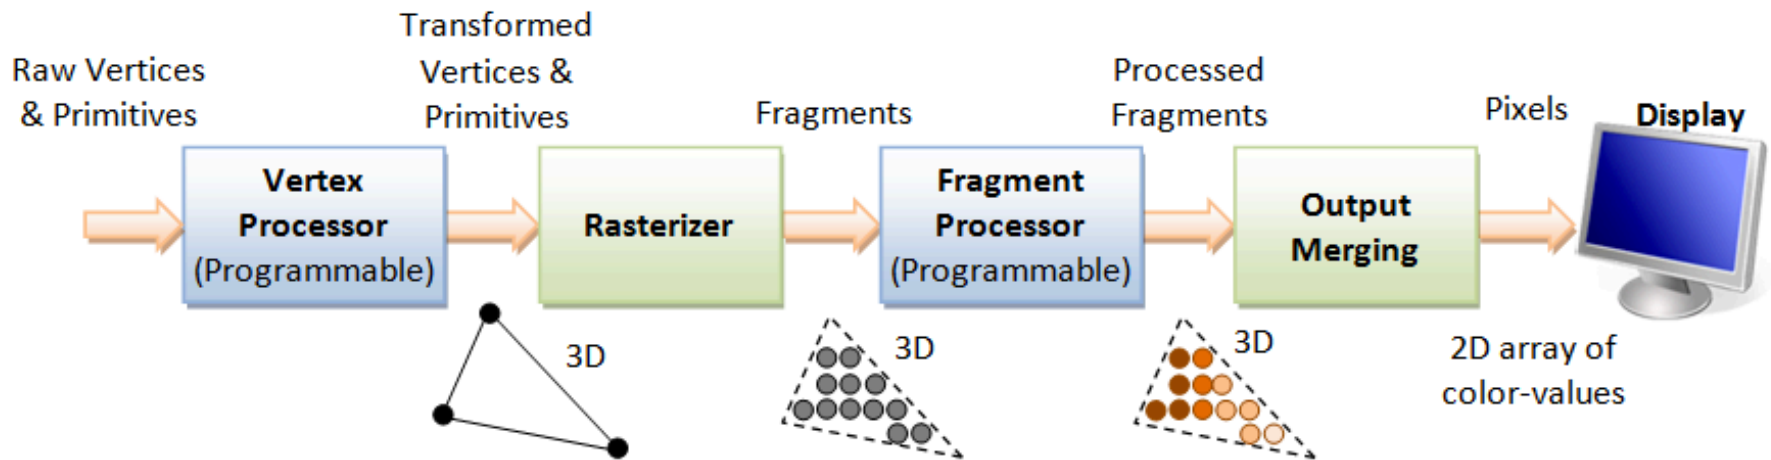 Raw Vertices
& Primitives
Vertex
Processor
(Programmable)
Transformed
Vertices &
Primitives
3D
Rasterizer
Fragments
3D
Fragment
Processor
(Programmable)
Processed
Fragments
3D
Output
Merging
Pixels
2D array of
color-values
Display